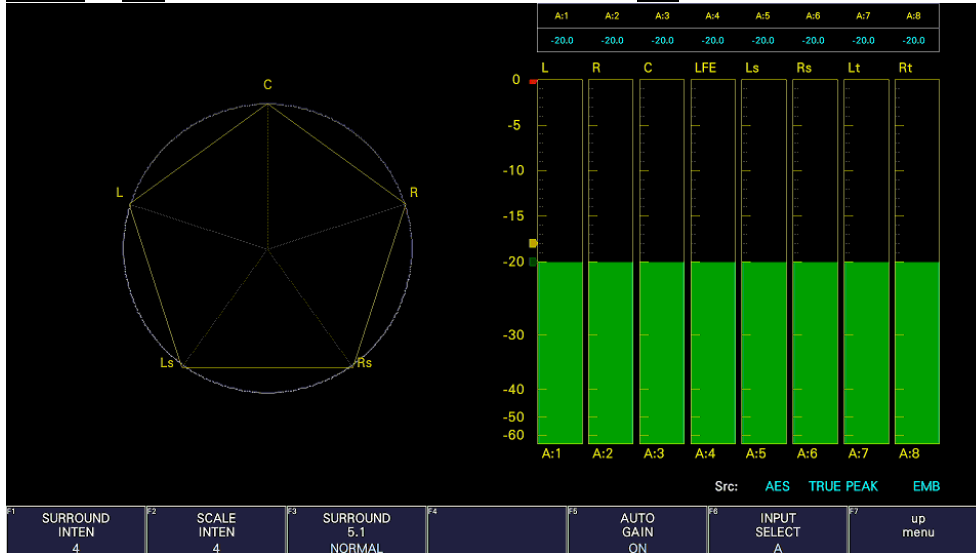 A:1 A:2 A:3 A:4 A:5 A:6 A:7 A:8
-20.0 -20.0 -20.0 -20.0 -20.0 -20.0 -20.0 -20.0
L R C LFE Ls Rs Lt Rt
0
-5
-10
-15
-20
-30
-40
-50
-60
A:1 A:2 A:3 A:4 A:5 A:6 A:7 A:8
C
L R
Ls Rs
Src: AES TRUE PEAK EMB
F1 SURROUND INTEN 4
F2 SCALE INTEN 4
F3 SURROUND 5.1 NORMAL
F4
F5 AUTO GAIN ON
F6 INPUT SELECT A
F7 up menu